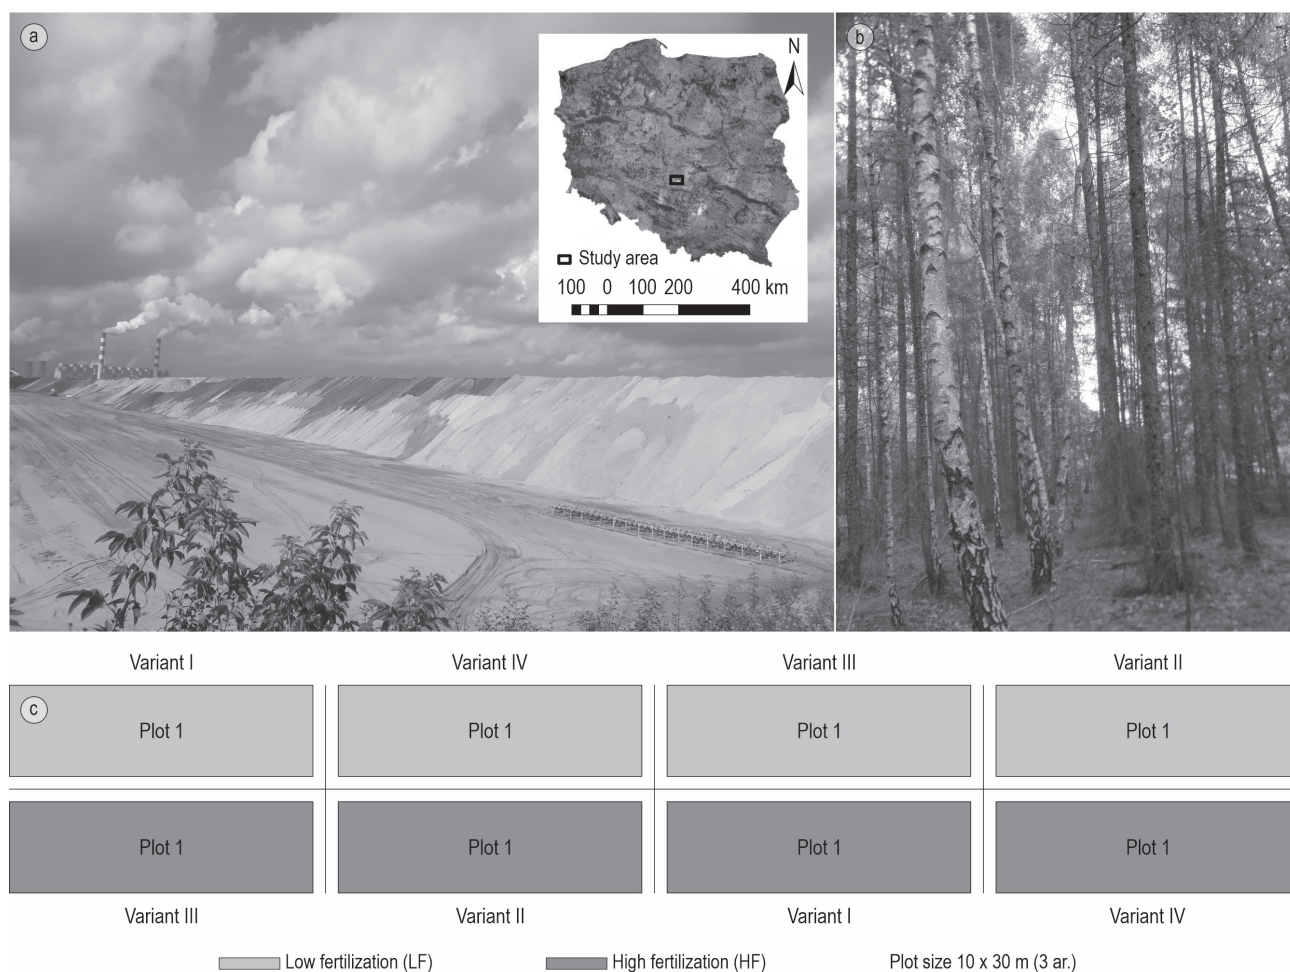 a
N
Study area
100 0 100 200 400 km
b
Variant I Variant IV Variant III Variant II
c
Plot 1 Plot 1 Plot 1 Plot 1
Plot 1 Plot 1 Plot 1 Plot 1
Variant III Variant II Variant I Variant IV
Low fertilization (LF) High fertilization (HF) Plot size 10 x 30 m (3 ar.)